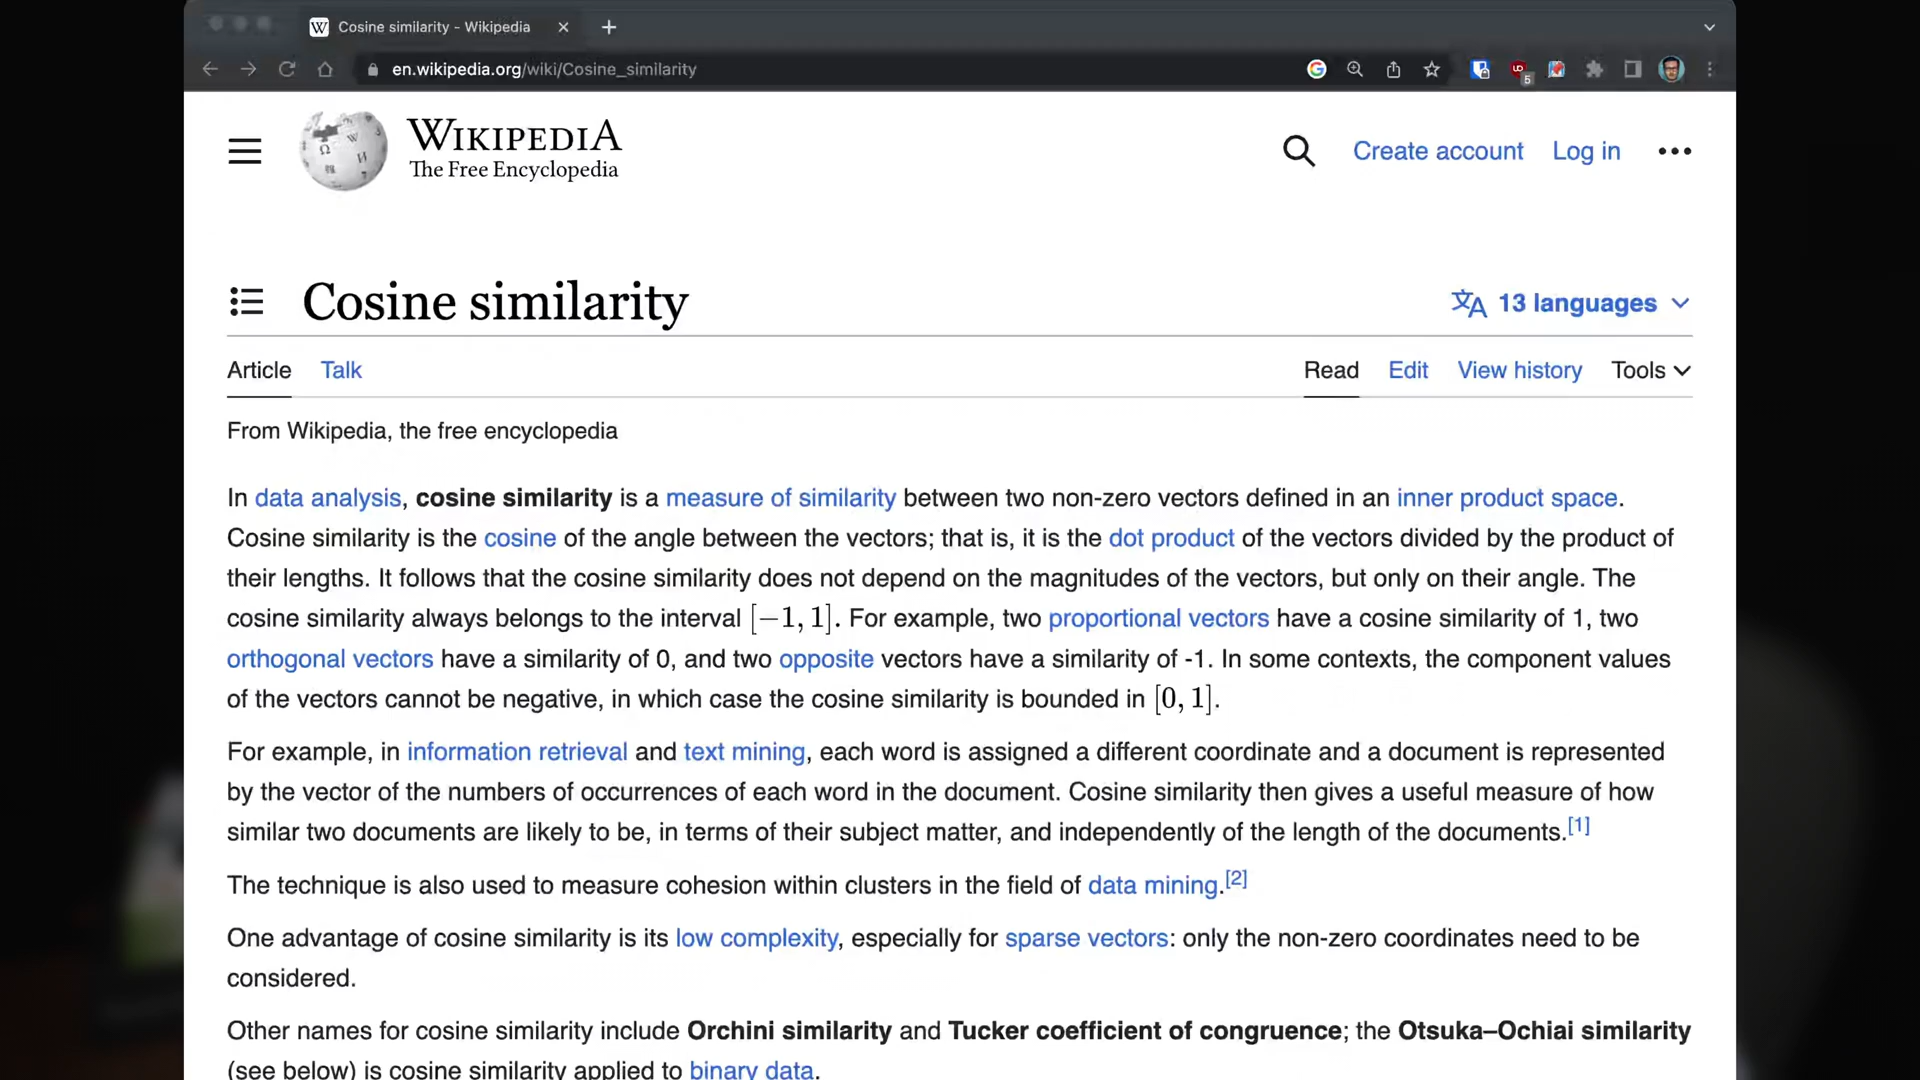 Cosine similarity - Wikipedia
en.wikipedia.org/wiki/Cosine_similarity
UD
5
WIKIPEDIA
The Free Encyclopedia
Create account
Log in
Cosine similarity
13 languages
Article Talk
Read Edit View history Tools
From Wikipedia, the free encyclopedia
In data analysis, cosine similarity is a measure of similarity between two non-zero vectors defined in an inner product space.
Cosine similarity is the cosine of the angle between the vectors; that is, it is the dot product of the vectors divided by the product of
their lengths. It follows that the cosine similarity does not depend on the magnitudes of the vectors, but only on their angle. The
cosine similarity always belongs to the interval [−1, 1]. For example, two proportional vectors have a cosine similarity of 1, two
orthogonal vectors have a similarity of 0, and two opposite vectors have a similarity of -1. In some contexts, the component values
of the vectors cannot be negative, in which case the cosine similarity is bounded in [0, 1].
For example, in information retrieval and text mining, each word is assigned a different coordinate and a document is represented
by the vector of the numbers of occurrences of each word in the document. Cosine similarity then gives a useful measure of how
similar two documents are likely to be, in terms of their subject matter, and independently of the length of the documents.[1]
The technique is also used to measure cohesion within clusters in the field of data mining.[2]
One advantage of cosine similarity is its low complexity, especially for sparse vectors: only the non-zero coordinates need to be
considered.
Other names for cosine similarity include Orchini similarity and Tucker coefficient of congruence; the Otsuka–Ochiai similarity
(see below) is cosine similarity applied to binary data.